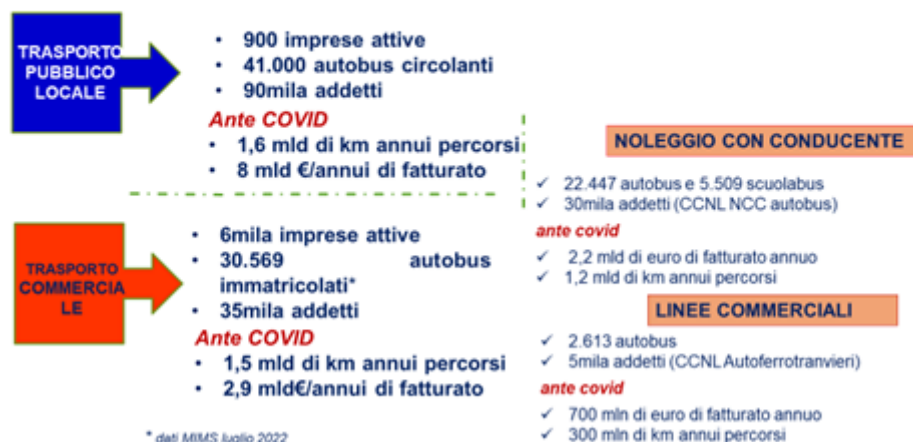 TRASPORTO
PUBBLICO
LOCALE
• 900 imprese attive
• 41.000 autobus circolanti
• 90mila addetti
Ante COVID
• 1,6 mld di km annui percorsi
• 8 mld €/annui di fatturato
TRASPORTO
COMMERCIA
LE
• 6mila imprese attive
• 30.569 autobus
immatricolati*
• 35mila addetti
Ante COVID
• 1,5 mld di km annui percorsi
• 2,9 mld€/annui di fatturato
* dati MIMS luglio 2022
NOLEGGIO CON CONDUCENTE
✓ 22.447 autobus e 5.509 scuolabus
✓ 30mila addetti (CCNL NCC autobus)
ante covid
✓ 2,2 mld di euro di fatturato annuo
✓ 1,2 mld di km annui percorsi
LINEE COMMERCIALI
✓ 2.613 autobus
✓ 5mila addetti (CCNL Autoferrotranvieri)
ante covid
✓ 700 mln di euro di fatturato annuo
✓ 300 mln di km annui percorsi